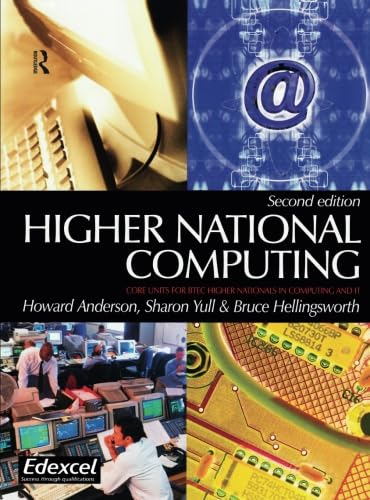 ROUTLEDGE
@
Second edition
HIGHER NATIONAL
COMPUTING
CORE UNITS FOR BTEC HIGHER NATIONALS IN COMPUTING AND IT
Howard Anderson, Sharon Yull & Bruce Hellingsworth
Edexcel
Success through qualifications